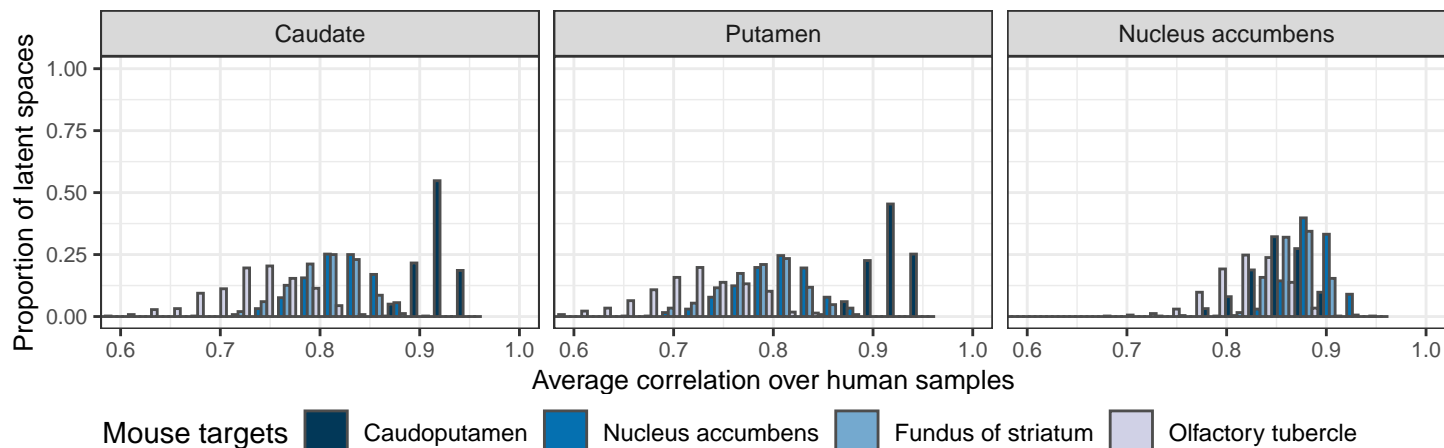 Caudate Putamen Nucleus accumbens
Proportion of latent spaces
1.00
0.75
0.50
0.25
0.00
0.6 0.7 0.8 0.9 1.0 0.6 0.7 0.8 0.9 1.0 0.6 0.7 0.8 0.9 1.0
Average correlation over human samples
Mouse targets Caudoputamen Nucleus accumbens Fundus of striatum Olfactory tubercle